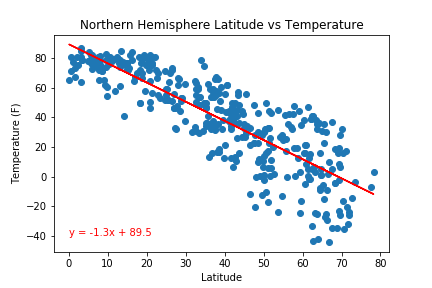 Northern Hemisphere Latitude vs Temperature
Temperature (F)
80
60
40
20
0
−20
−40
y = -1.3x + 89.5
0 10 20 30 40 50 60 70 80
Latitude